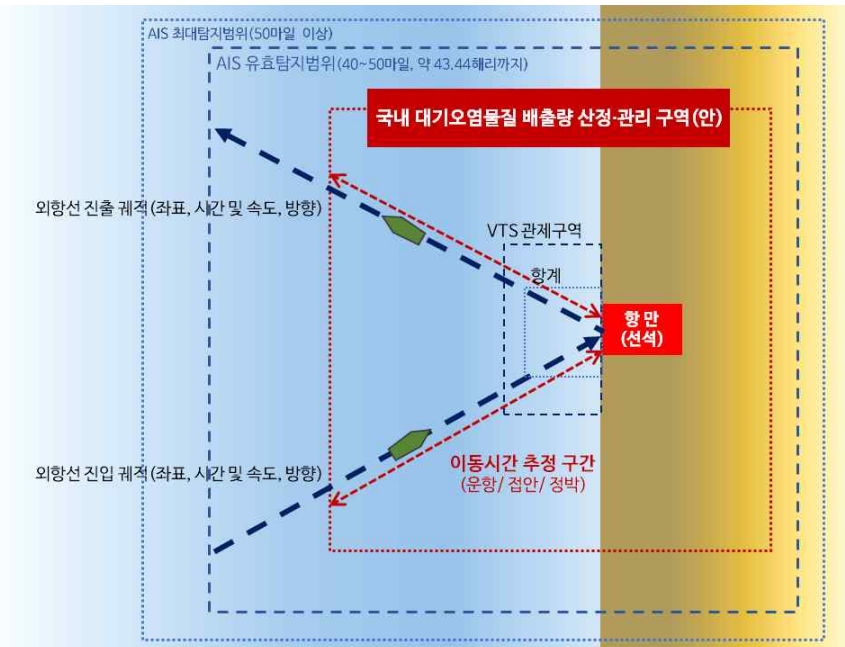 AIS 최대탐지범위(50마일 이상)
AIS 유효탐지범위(40~50마일, 약 43.44해리까지)
국내 대기오염물질 배출량 산정·관리 구역(안)
외항선 진출 궤적(좌표, 시간 및 속도, 방향)
VTS 관제구역
항계
항 만
(선석)
이동시간 추정 구간
(운항/ 접안/ 정박)
외항선 진입 궤적(좌표, 시간 및 속도, 방향)